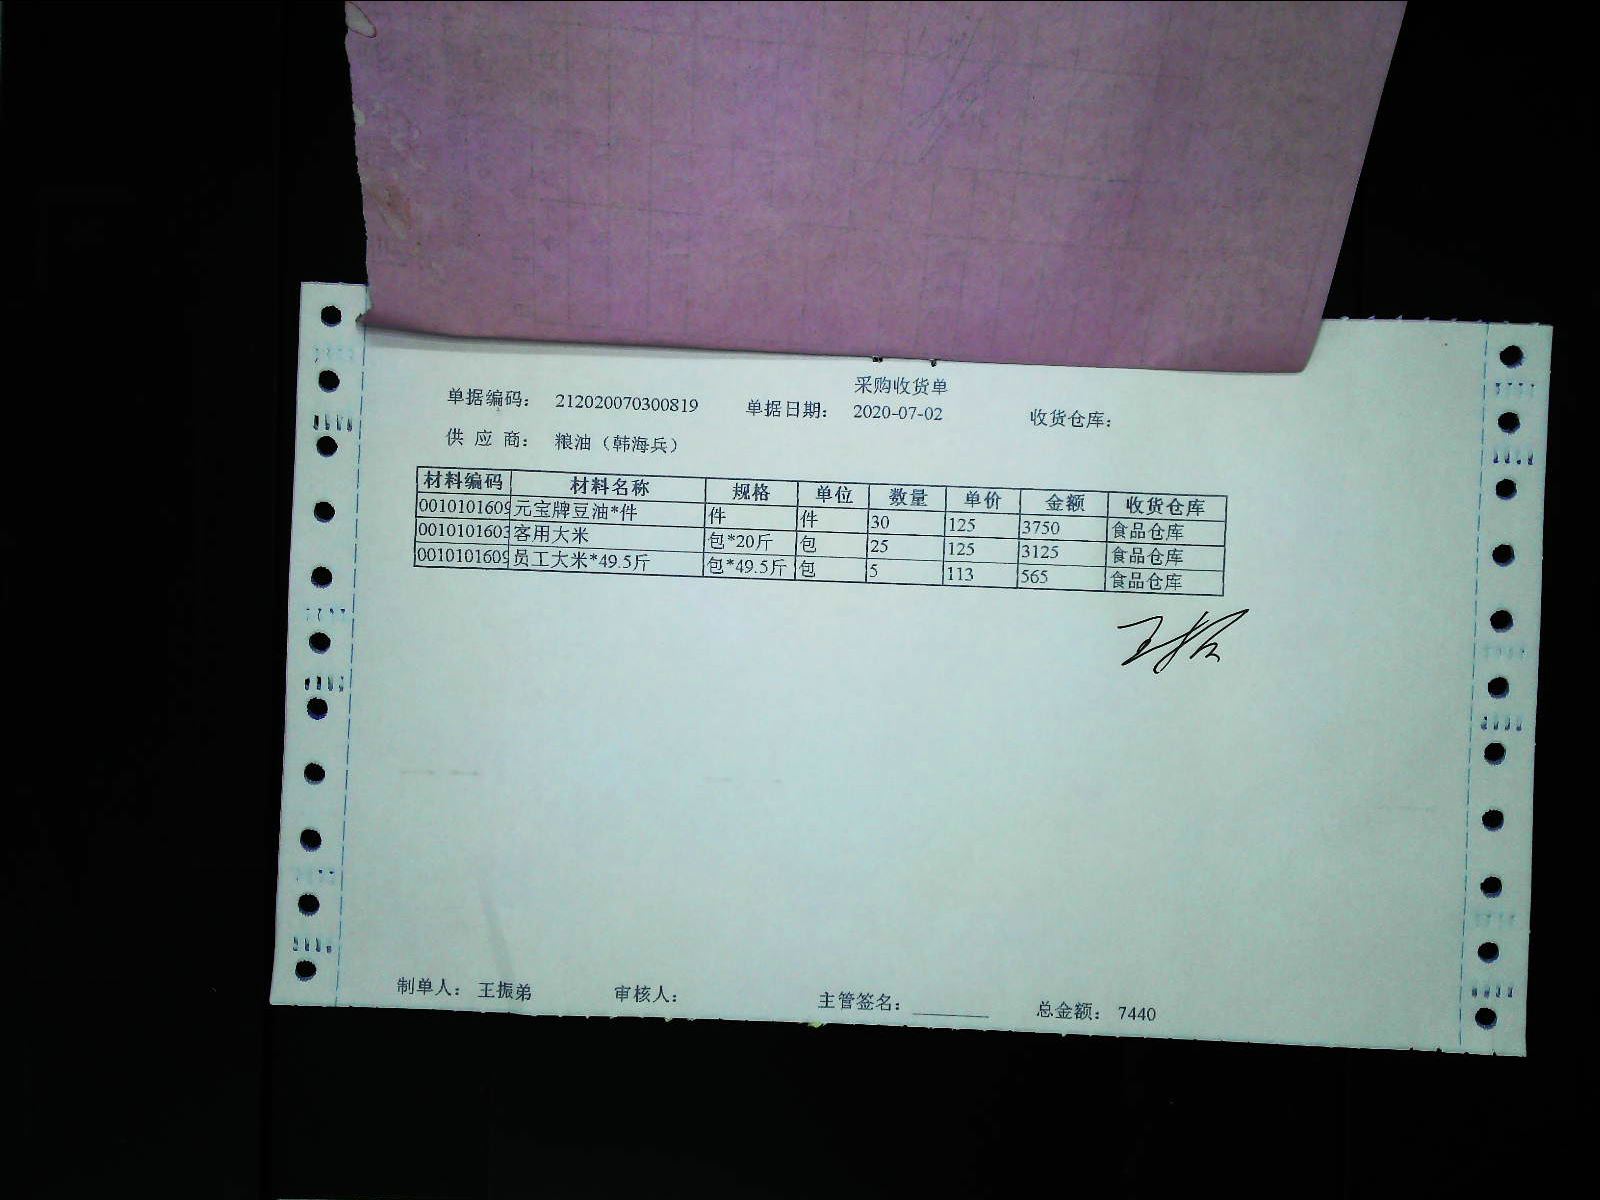 采购收货单
单据编码： 212020070300819 单据日期： 2020-07-02 收货仓库：
供 应 商： 粮油（韩海兵）
材料编码 材料名称 规格 单位 数量 单价 金额 收货仓库
0010101609 元宝牌豆油*件 件 件 30 125 3750 食品仓库
0010101603 客用大米 包*20斤 包 25 125 3125 食品仓库
0010101609 员工大米*49.5斤 包*49.5斤 包 5 113 565 食品仓库
制单人： 王振弟 审核人： 主管签名： 总金额： 7440